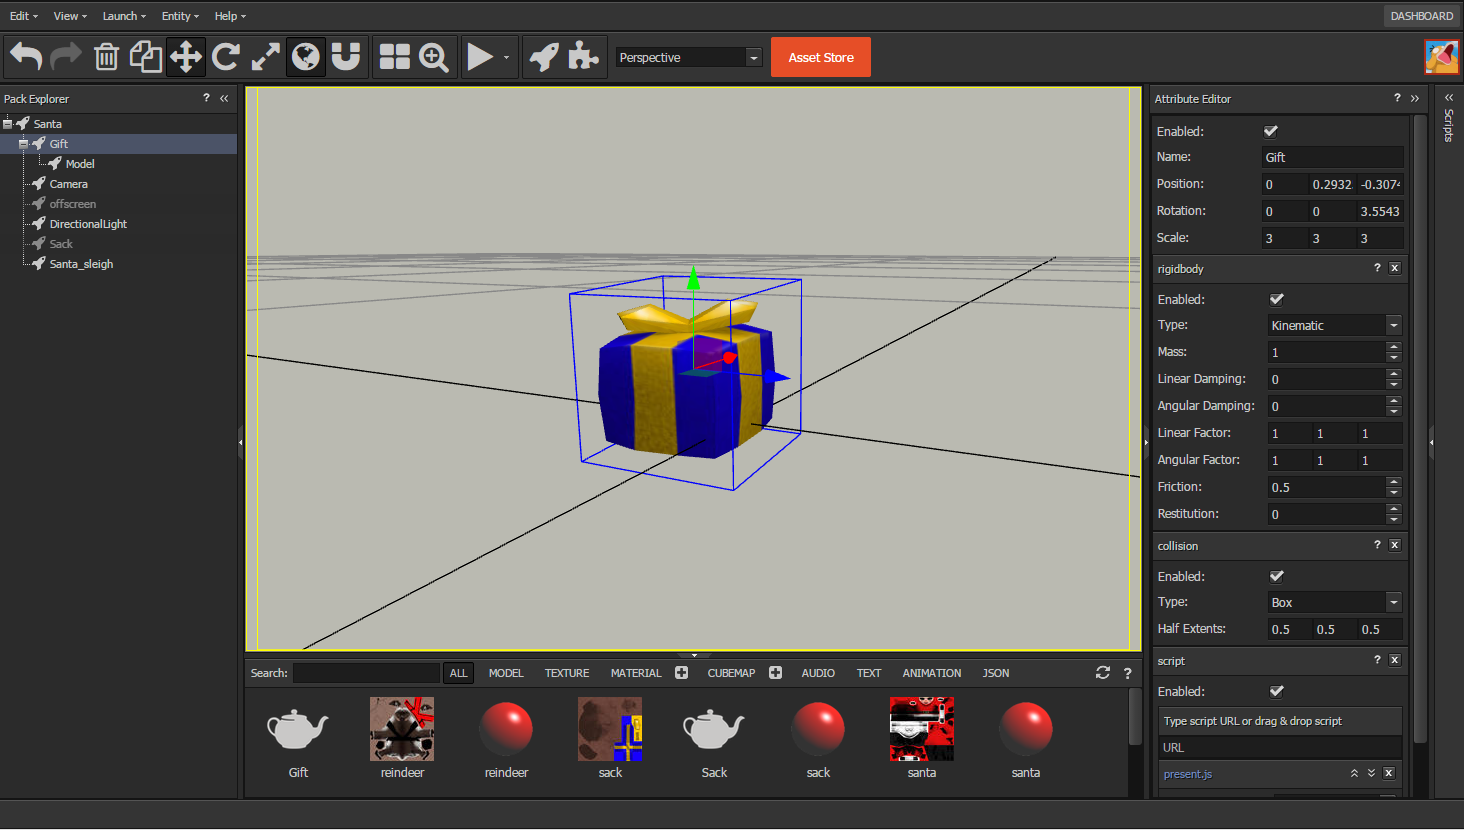 Edit View Launch Entity Help DASHBOARD
Perspective Asset Store
Pack Explorer ?
Santa
Gift
Model
Camera
offscreen
DirectionalLight
Sack
Santa_sleigh
Attribute Editor ?
Scripts
Enabled:
Name: Gift
Position: 0 0.2932 -0.3074
Rotation: 0 0 3.5543
Scale: 3 3 3
rigidbody ? x
Enabled:
Type: Kinematic
Mass: 1
Linear Damping: 0
Angular Damping: 0
Linear Factor: 1 1 1
Angular Factor: 1 1 1
Friction: 0.5
Restitution: 0
collision ? x
Enabled:
Type: Box
Half Extents: 0.5 0.5 0.5
script ? x
Enabled:
Type script URL or drag & drop script
URL
present.js x
Search: ALL MODEL TEXTURE MATERIAL CUBEMAP AUDIO TEXT ANIMATION JSON ?
Gift reindeer reindeer sack Sack sack santa santa